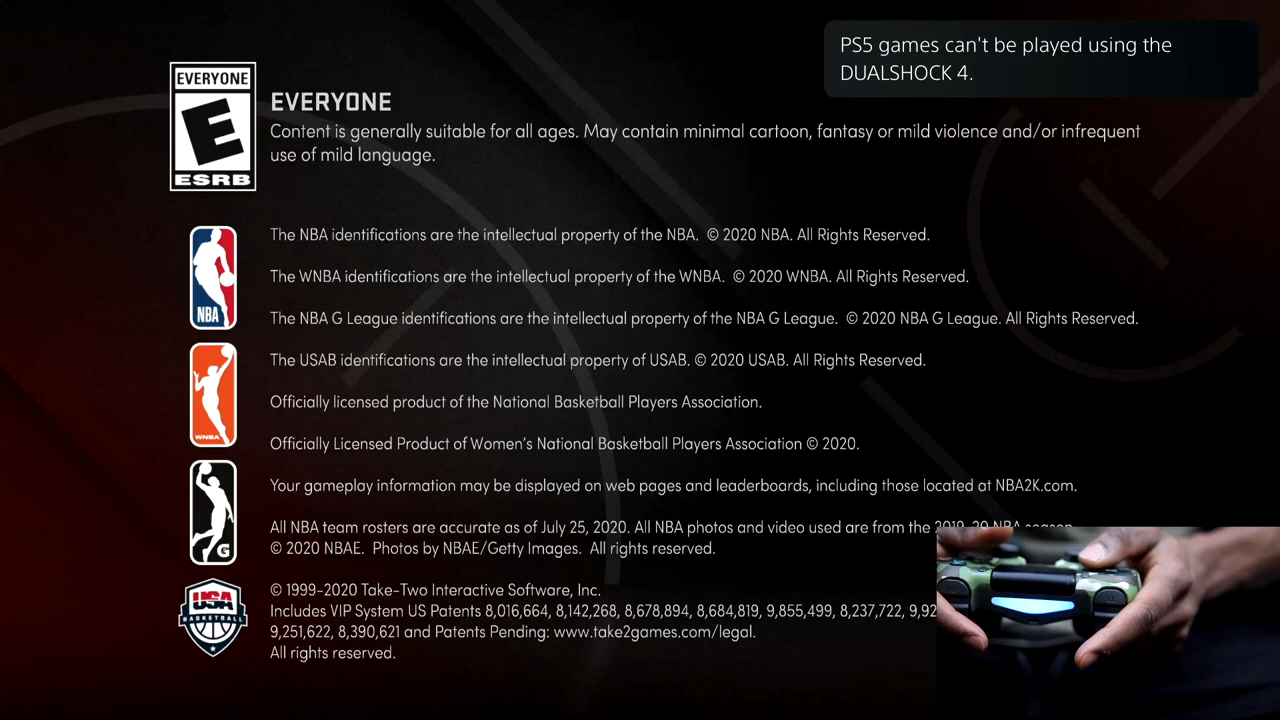 PS5 games can't be played using the
DUALSHOCK 4.
EVERYONE
E
ESRB
EVERYONE
Content is generally suitable for all ages. May contain minimal cartoon, fantasy or mild violence and/or infrequent
use of mild language.
The NBA identifications are the intellectual property of the NBA. © 2020 NBA. All Rights Reserved.
NBA
The WNBA identifications are the intellectual property of the WNBA. © 2020 WNBA. All Rights Reserved.
The NBA G League identifications are the intellectual property of the NBA G League. © 2020 NBA G League. All Rights Reserved.
The USAB identifications are the intellectual property of USAB. © 2020 USAB. All Rights Reserved.
WNBA
Officially licensed product of the National Basketball Players Association.
Officially Licensed Product of Women's National Basketball Players Association © 2020.
Your gameplay information may be displayed on web pages and leaderboards, including those located at NBA2K.com.
G
All NBA team rosters are accurate as of July 25, 2020. All NBA photos and video used are from the 2019-20 NBA season.
© 2020 NBAE. Photos by NBAE/Getty Images. All rights reserved.
USA
BASKETBALL
© 1999-2020 Take-Two Interactive Software, Inc.
Includes VIP System US Patents 8,016,664, 8,142,268, 8,678,894, 8,684,819, 9,855,499, 8,237,722, 9,92
9,251,622, 8,390,621 and Patents Pending: www.take2games.com/legal.
All rights reserved.